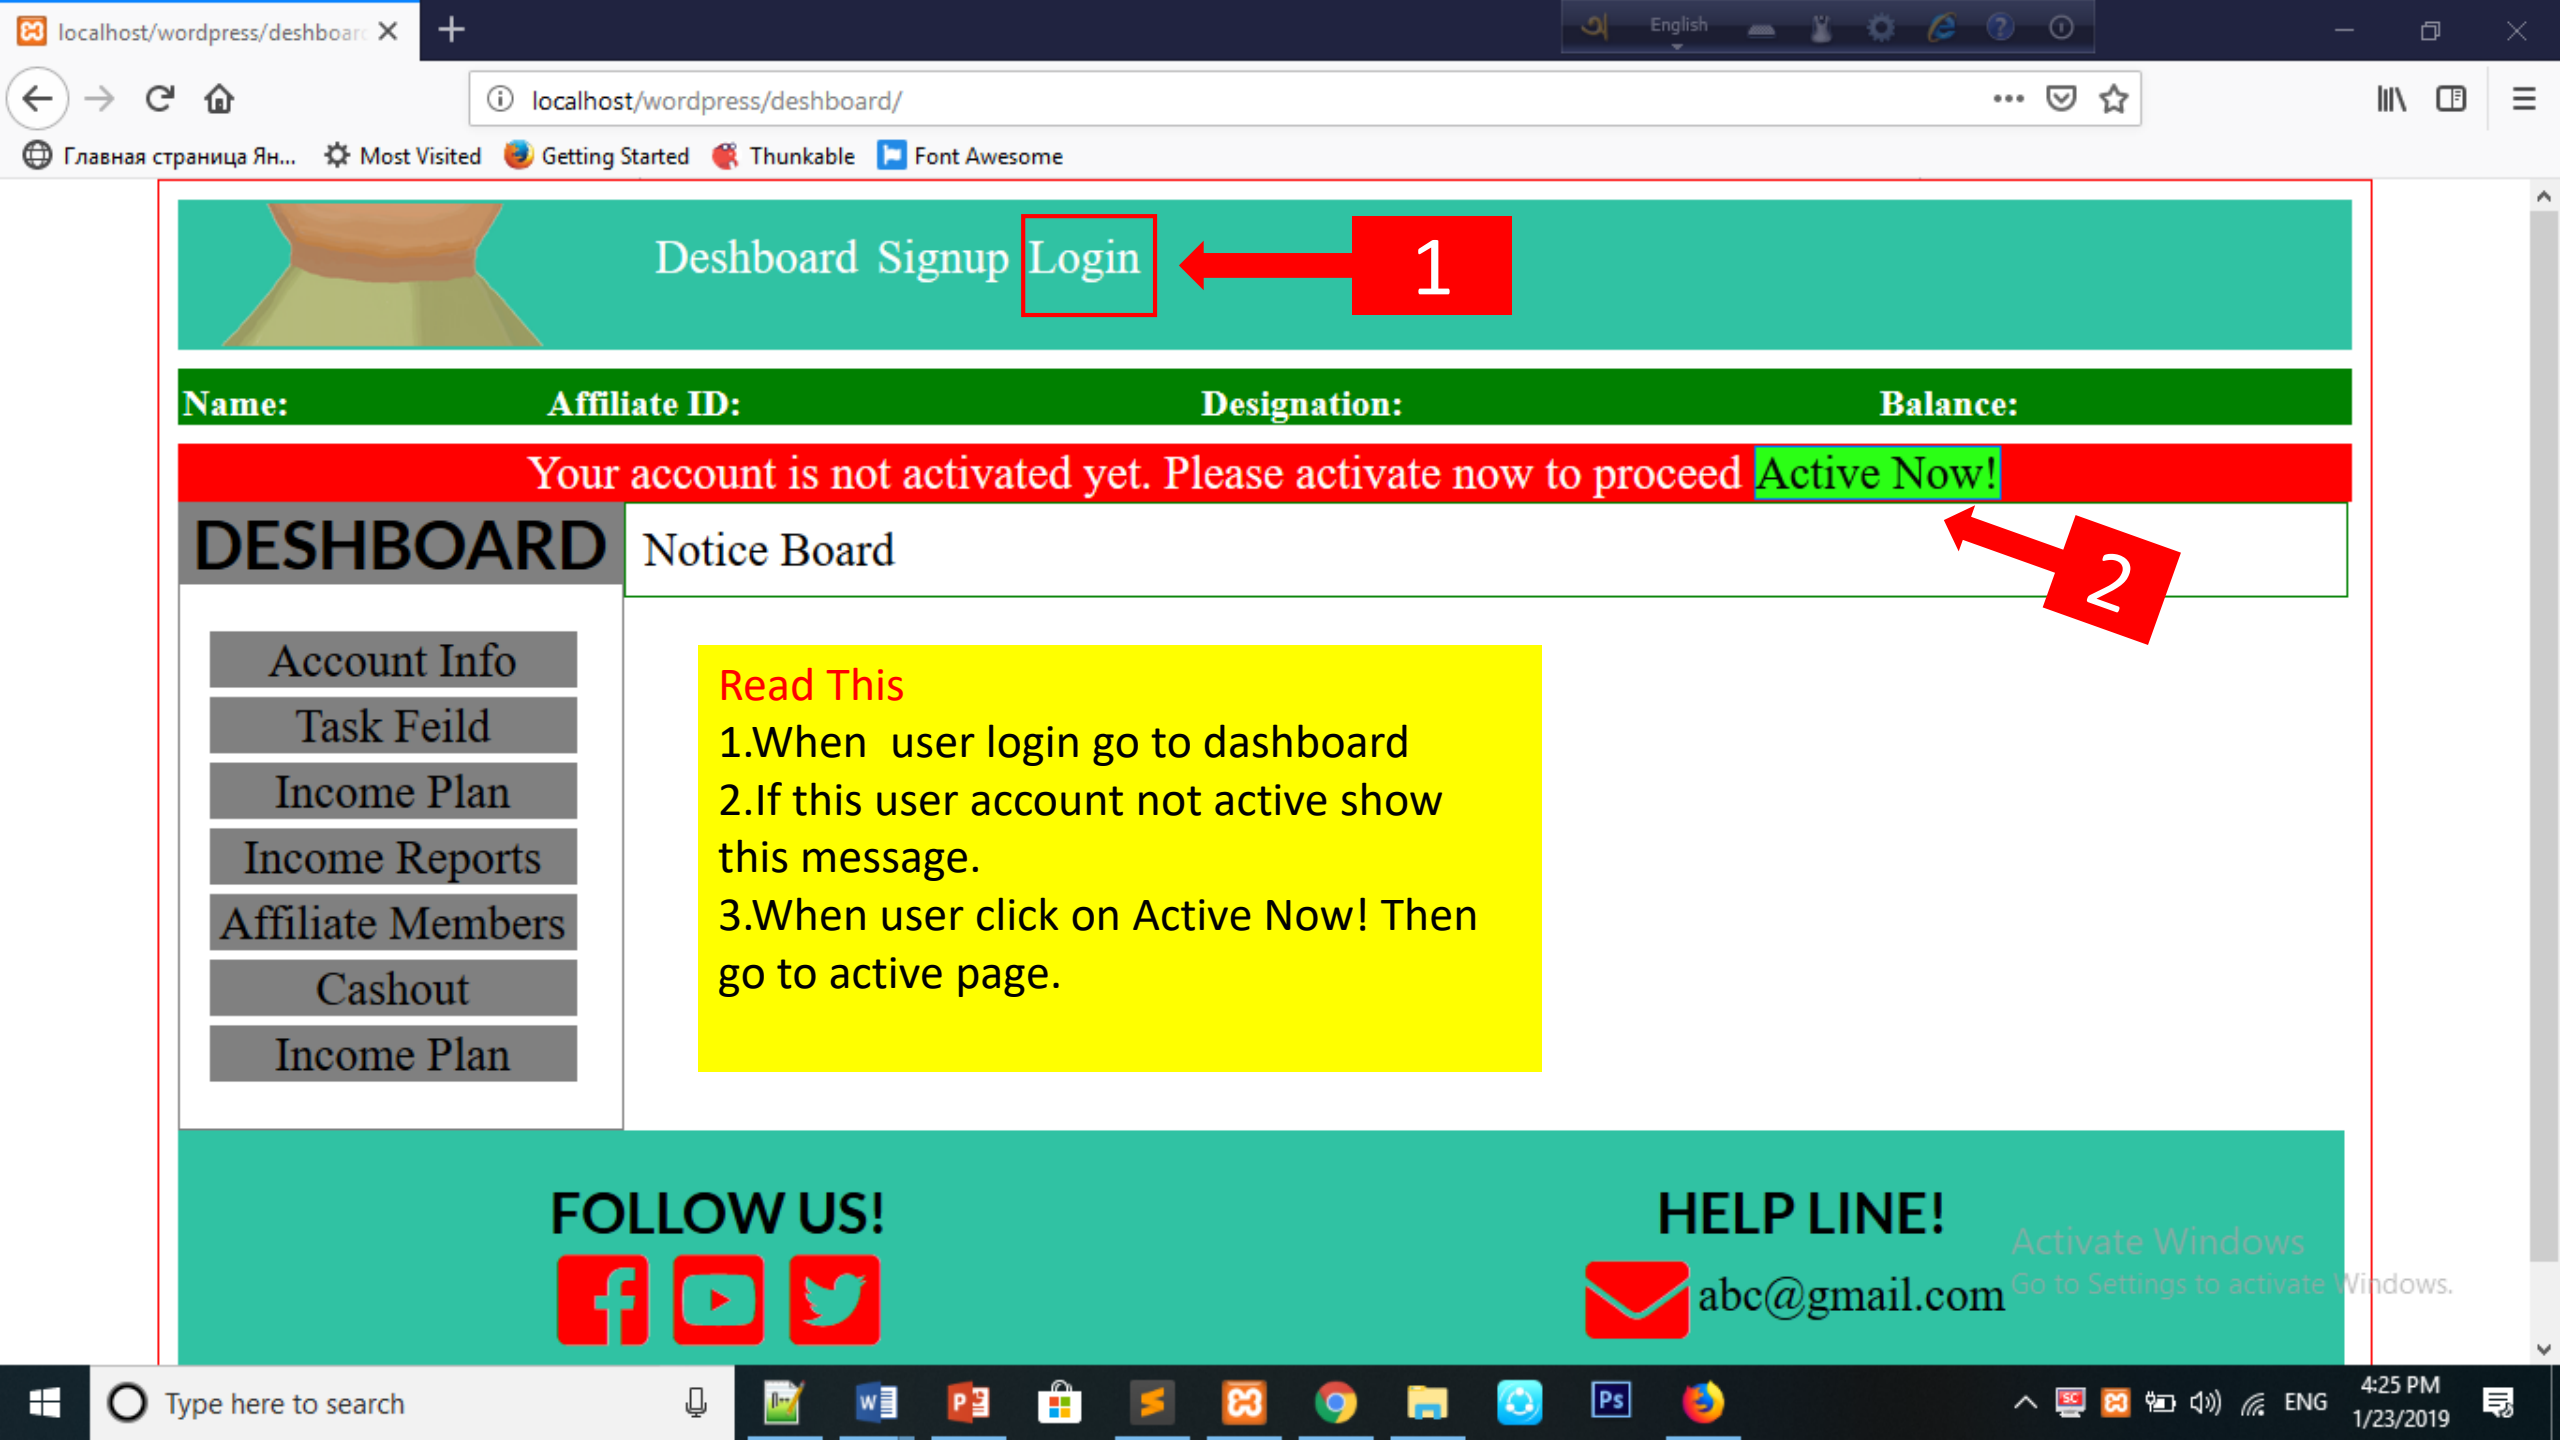 localhost/wordpress/deshboar
English
localhost/wordpress/deshboard/
Главная страница Ян... Most Visited Getting Started Thunkable Font Awesome
Deshboard Signup Login
1
Name: Affiliate ID: Designation: Balance:
Your account is not activated yet. Please activate now to proceed Active Now!
2
DESHBOARD
Notice Board
Account Info
Task Feild
Income Plan
Income Reports
Affiliate Members
Cashout
Income Plan
Read This
1.When user login go to dashboard
2.If this user account not active show
this message.
3.When user click on Active Now! Then
go to active page.
FOLLOW US!
HELP LINE!
abc@gmail.com
Activate Windows
Go to Settings to activate Windows.
Type here to search
ENG
4:25 PM
1/23/2019